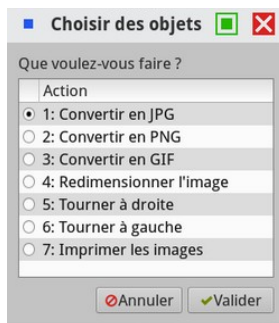 Choisir des objets
Que voulez-vous faire ?
Action
1: Convertir en JPG
2: Convertir en PNG
3: Convertir en GIF
4: Redimensionner l'image
5: Tourner à droite
6: Tourner à gauche
7: Imprimer les images
Annuler Valider